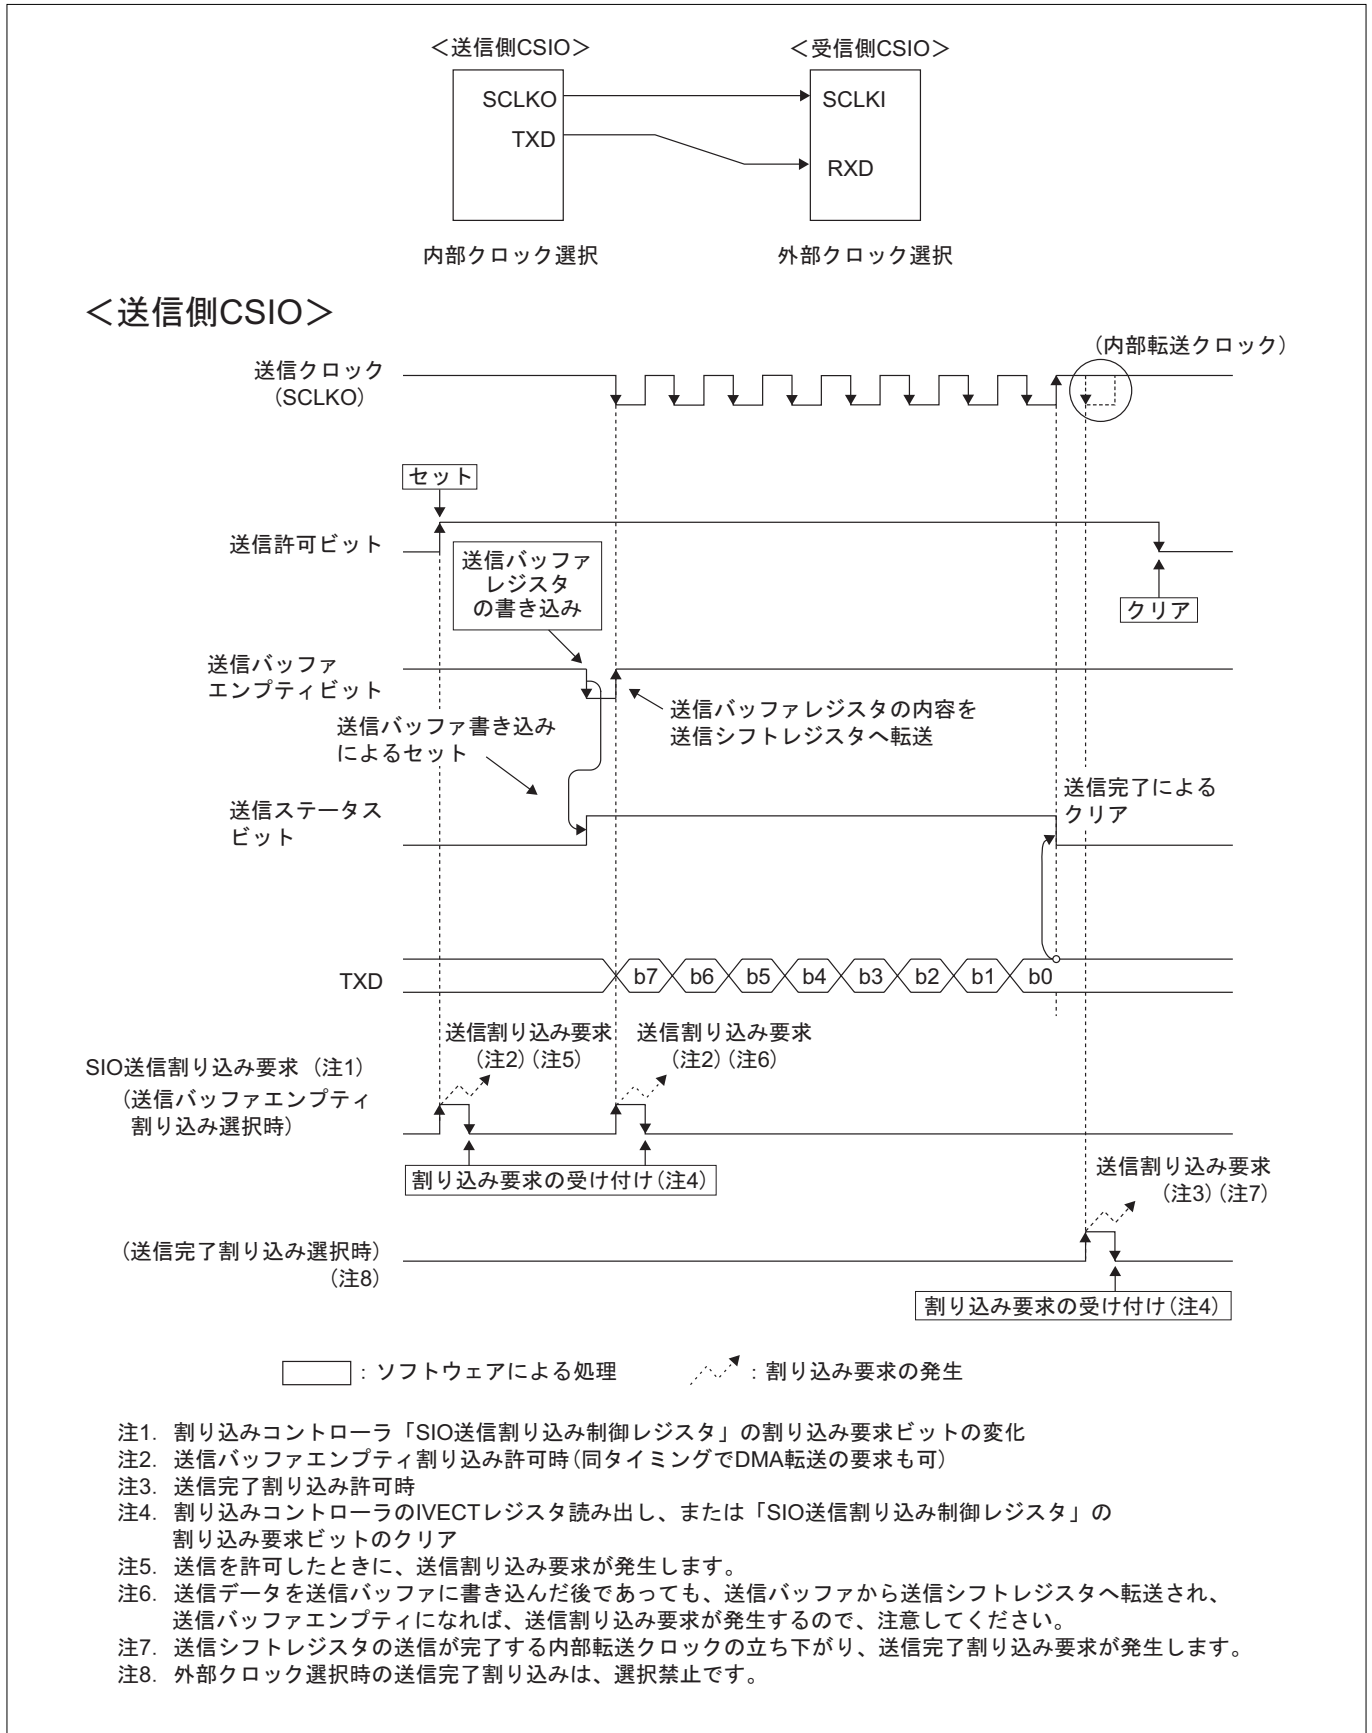 ＜送信側CSIO＞
＜受信側CSIO＞
SCLKO
SCLKI
TXD
RXD
内部クロック選択
外部クロック選択
＜送信側CSIO＞
（内部転送クロック）
送信クロック
（SCLKO）
セット
送信許可ビット
送信バッファ
レジスタ
の書き込み
クリア
送信バッファ
エンプティビット
送信バッファレジスタの内容を
送信シフトレジスタへ転送
送信バッファ書き込み
によるセット
送信完了による
クリア
送信ステータス
ビット
TXD
b7 b6 b5 b4 b3 b2 b1 b0
送信割り込み要求
（注2）（注5）
送信割り込み要求
（注2）（注6）
SIO送信割り込み要求（注1）
（送信バッファエンプティ
割り込み選択時）
割り込み要求の受け付け（注4）
送信割り込み要求
（注3）（注7）
（送信完了割り込み選択時）
（注8）
割り込み要求の受け付け（注4）
：ソフトウェアによる処理
：割り込み要求の発生
注1. 割り込みコントローラ「SIO送信割り込み制御レジスタ」の割り込み要求ビットの変化
注2. 送信バッファエンプティ割り込み許可時（同タイミングでDMA転送の要求も可）
注3. 送信完了割り込み許可時
注4. 割り込みコントローラのIVECTレジスタ読み出し、または「SIO送信割り込み制御レジスタ」の
割り込み要求ビットのクリア
注5. 送信を許可したときに、送信割り込み要求が発生します。
注6. 送信データを送信バッファに書き込んだ後であっても、送信バッファから送信シフトレジスタへ転送され、
送信バッファエンプティになれば、送信割り込み要求が発生するので、注意してください。
注7. 送信シフトレジスタの送信が完了する内部転送クロックの立ち下がり、送信完了割り込み要求が発生します。
注8. 外部クロック選択時の送信完了割り込みは、選択禁止です。